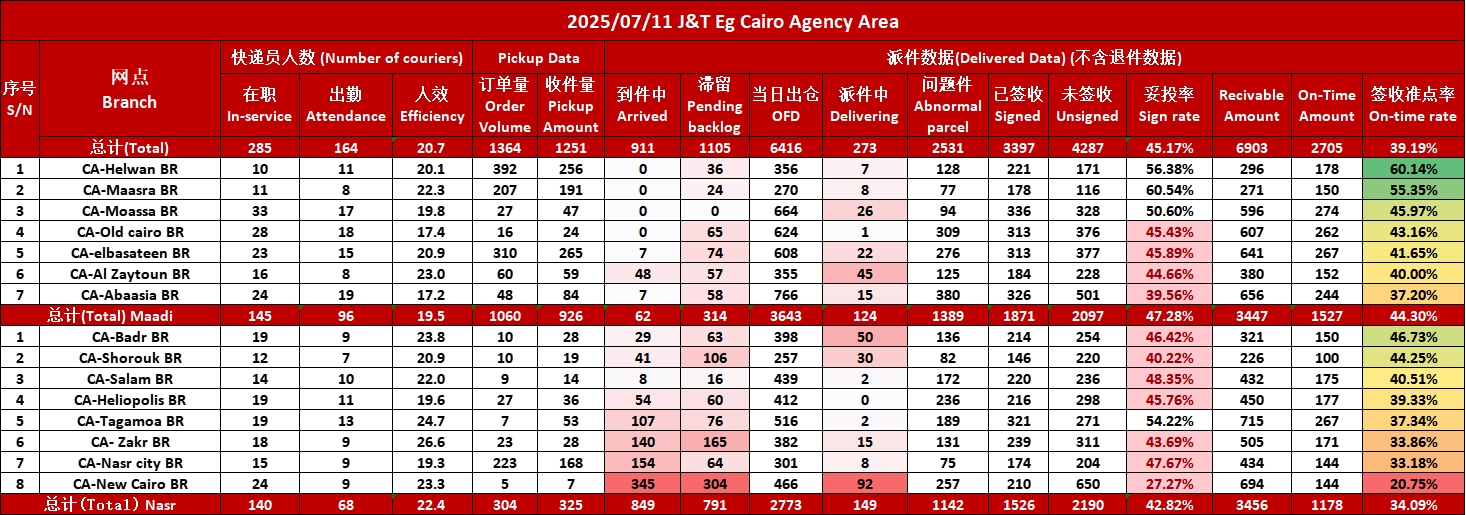 2025/07/11 J&T Eg Cairo Agency Area
序号 S/N 网点 Branch 快递员人数 (Number of couriers) Pickup Data 派件数据(Delivered Data) (不含退件数据)
在职 In-service 出勤 Attendance 人效 Efficiency 订单量 Order Volume 收件量 Pickup Amount 到件中 Arrived 滞留 Pending backlog 当日出仓 OFD 派件中 Delivering 问题件 Abnormal parcel 已签收 Signed 未签收 Unsigned 妥投率 Sign rate Recivable Amount On-Time Amount 签收准点率 On-time rate
总计(Total) 285 164 20.7 1364 1251 911 1105 6416 273 2531 3397 4287 45.17% 6903 2705 39.19%
1 CA-Helwan BR 10 11 20.1 392 256 0 36 356 7 128 221 171 56.38% 296 178 60.14%
2 CA-Maasra BR 11 8 22.3 207 191 0 24 270 8 77 178 116 60.54% 271 150 55.35%
3 CA-Moassa BR 33 17 19.8 27 47 0 0 664 26 94 336 328 50.60% 596 274 45.97%
4 CA-Old cairo BR 28 18 17.4 16 24 0 65 624 1 309 313 376 45.43% 607 262 43.16%
5 CA-elbasateen BR 23 15 20.9 310 265 7 74 608 22 276 313 377 45.89% 641 267 41.65%
6 CA-Al Zaytoun BR 16 8 23.0 60 59 48 57 355 45 125 184 228 44.66% 380 152 40.00%
7 CA-Abaasia BR 24 19 17.2 48 84 7 58 766 15 380 326 501 39.56% 656 244 37.20%
总计(Total) Maadi 145 96 19.5 1060 926 62 314 3643 124 1389 1871 2097 47.28% 3447 1527 44.30%
1 CA-Badr BR 19 9 23.8 10 28 29 63 398 50 136 214 254 46.42% 321 150 46.73%
2 CA-Shorouk BR 12 7 20.9 10 19 41 106 257 30 82 146 220 40.22% 226 100 44.25%
3 CA-Salam BR 14 10 22.0 9 14 8 16 439 2 172 220 236 48.35% 432 175 40.51%
4 CA-Heliopolis BR 19 11 19.6 27 36 54 60 412 0 236 216 298 45.76% 450 177 39.33%
5 CA-Tagamoa BR 19 13 24.7 7 53 107 76 516 2 189 321 271 54.22% 715 267 37.34%
6 CA- Zakr BR 18 9 26.6 23 28 140 165 382 15 131 239 311 43.69% 505 171 33.86%
7 CA-Nasr city BR 15 9 19.3 223 168 154 64 301 8 75 174 204 47.67% 434 144 33.18%
8 CA-New Cairo BR 24 9 23.3 5 7 345 304 466 92 257 210 650 27.27% 694 144 20.75%
总计(Total) Nasr 140 68 22.4 304 325 849 791 2773 149 1142 1526 2190 42.82% 3456 1178 34.09%